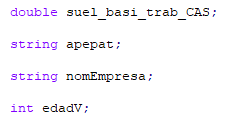 double suel_basi_trab_CAS;
string apepat;
string nomEmpresa;
int edadV;